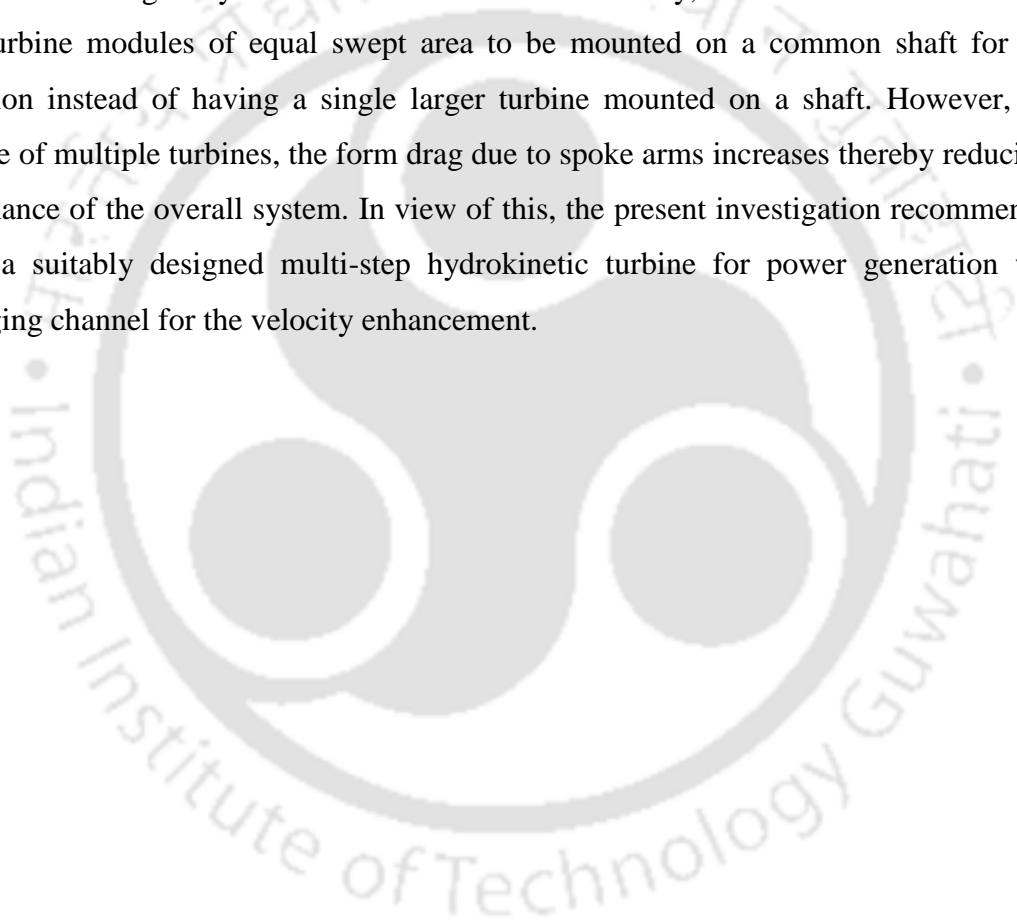 urbine modules of equal swept area to be mounted on a common shaft for
ion instead of having a single larger turbine mounted on a shaft. However,
e of multiple turbines, the form drag due to spoke arms increases thereby reduci
ance of the overall system. In view of this, the present investigation recommen
a suitably designed multi-step hydrokinetic turbine for power generation
ing channel for the velocity enhancement.
Indian Institute of Technology Guwahati